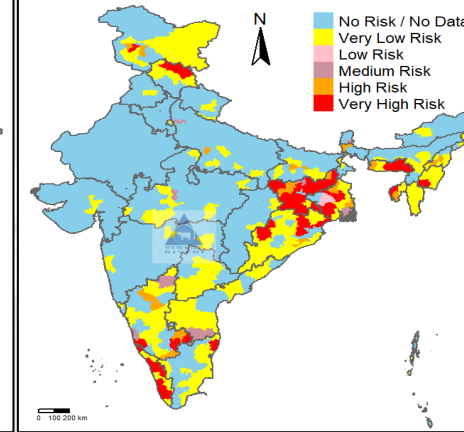 N
No Risk / No Data
Very Low Risk
Low Risk
Medium Risk
High Risk
Very High Risk
0 100 200 km